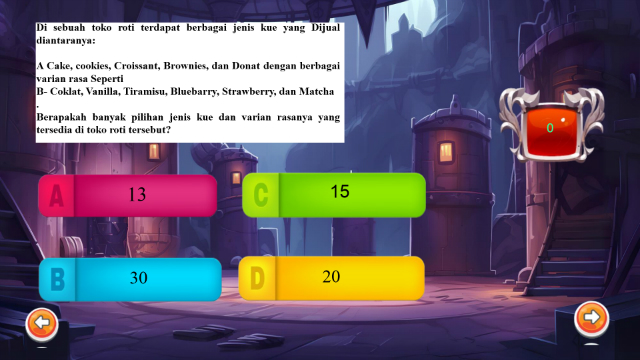 Di sebuah toko roti terdapat berbagai jenis kue yang Dijual
diantaranya:
A Cake, cookies, Croissant, Brownies, dan Donat dengan berbagai
varian rasa Seperti
B- Coklat, Vanilla, Tiramisu, Bluebarry, Strawberry, dan Matcha
.
Berapakah banyak pilihan jenis kue dan varian rasanya yang
tersedia di toko roti tersebut?
0
A 13
C 15
B 30
D 20